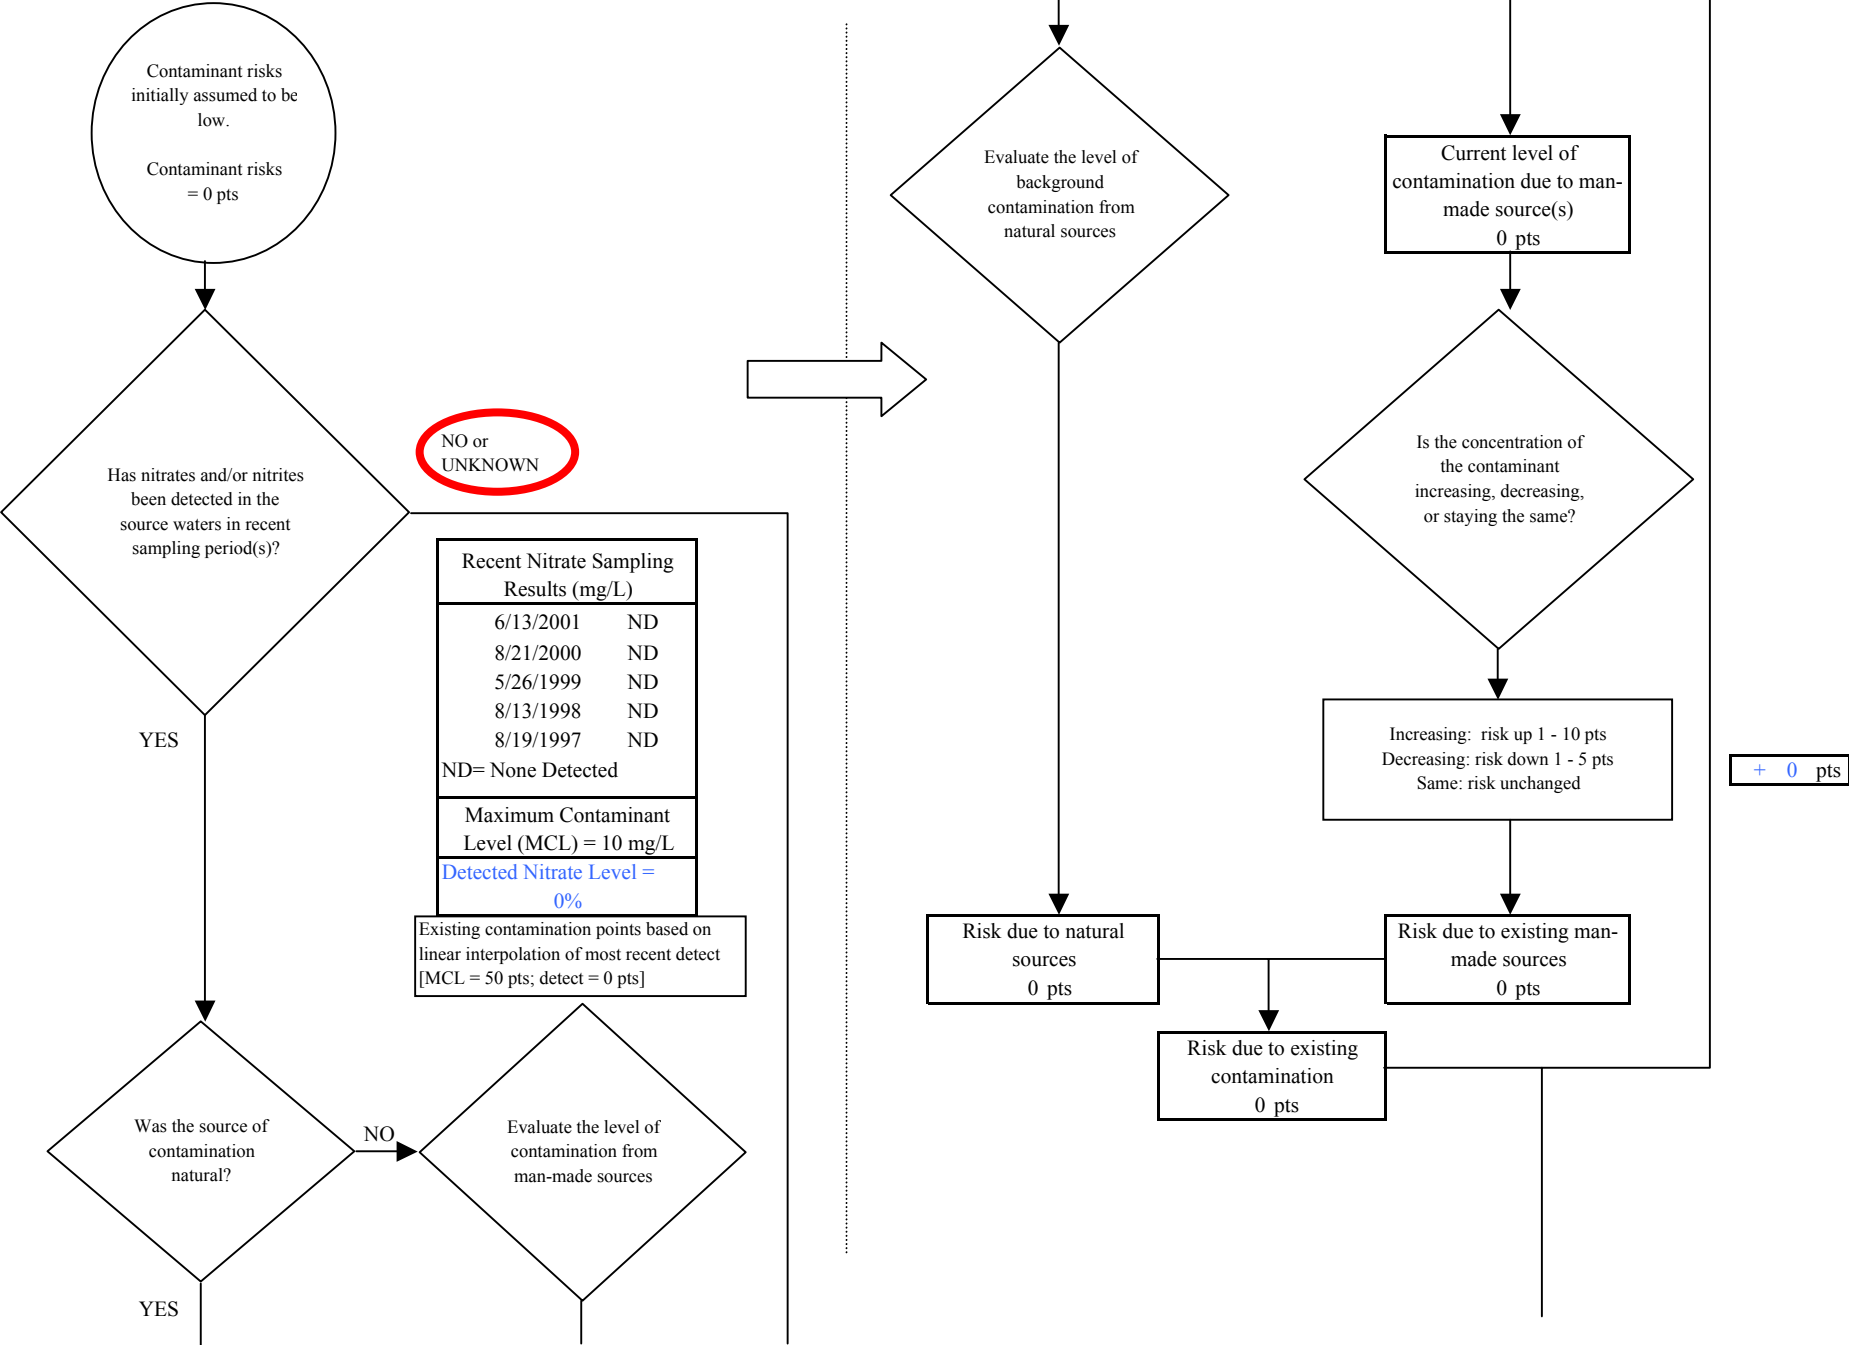 Contaminant risks
initially assumed to be
low.
Contaminant risks
= 0 pts
Has nitrates and/or nitrites
been detected in the
source waters in recent
sampling period(s)?
NO or
UNKNOWN
YES
Recent Nitrate Sampling
Results (mg/L)
6/13/2001 ND
8/21/2000 ND
5/26/1999 ND
8/13/1998 ND
8/19/1997 ND
ND= None Detected
Maximum Contaminant
Level (MCL) = 10 mg/L
Detected Nitrate Level =
0%
Existing contamination points based on
linear interpolation of most recent detect
[MCL = 50 pts; detect = 0 pts]
Was the source of
contamination
natural?
NO
YES
Evaluate the level of
contamination from
man-made sources
Evaluate the level of
background
contamination from
natural sources
Current level of
contamination due to man-
made source(s)
0 pts
Is the concentration of
the contaminant
increasing, decreasing,
or staying the same?
Increasing: risk up 1 - 10 pts
Decreasing: risk down 1 - 5 pts
Same: risk unchanged
+ 0 pts
Risk due to natural
sources
0 pts
Risk due to existing man-
made sources
0 pts
Risk due to existing
contamination
0 pts